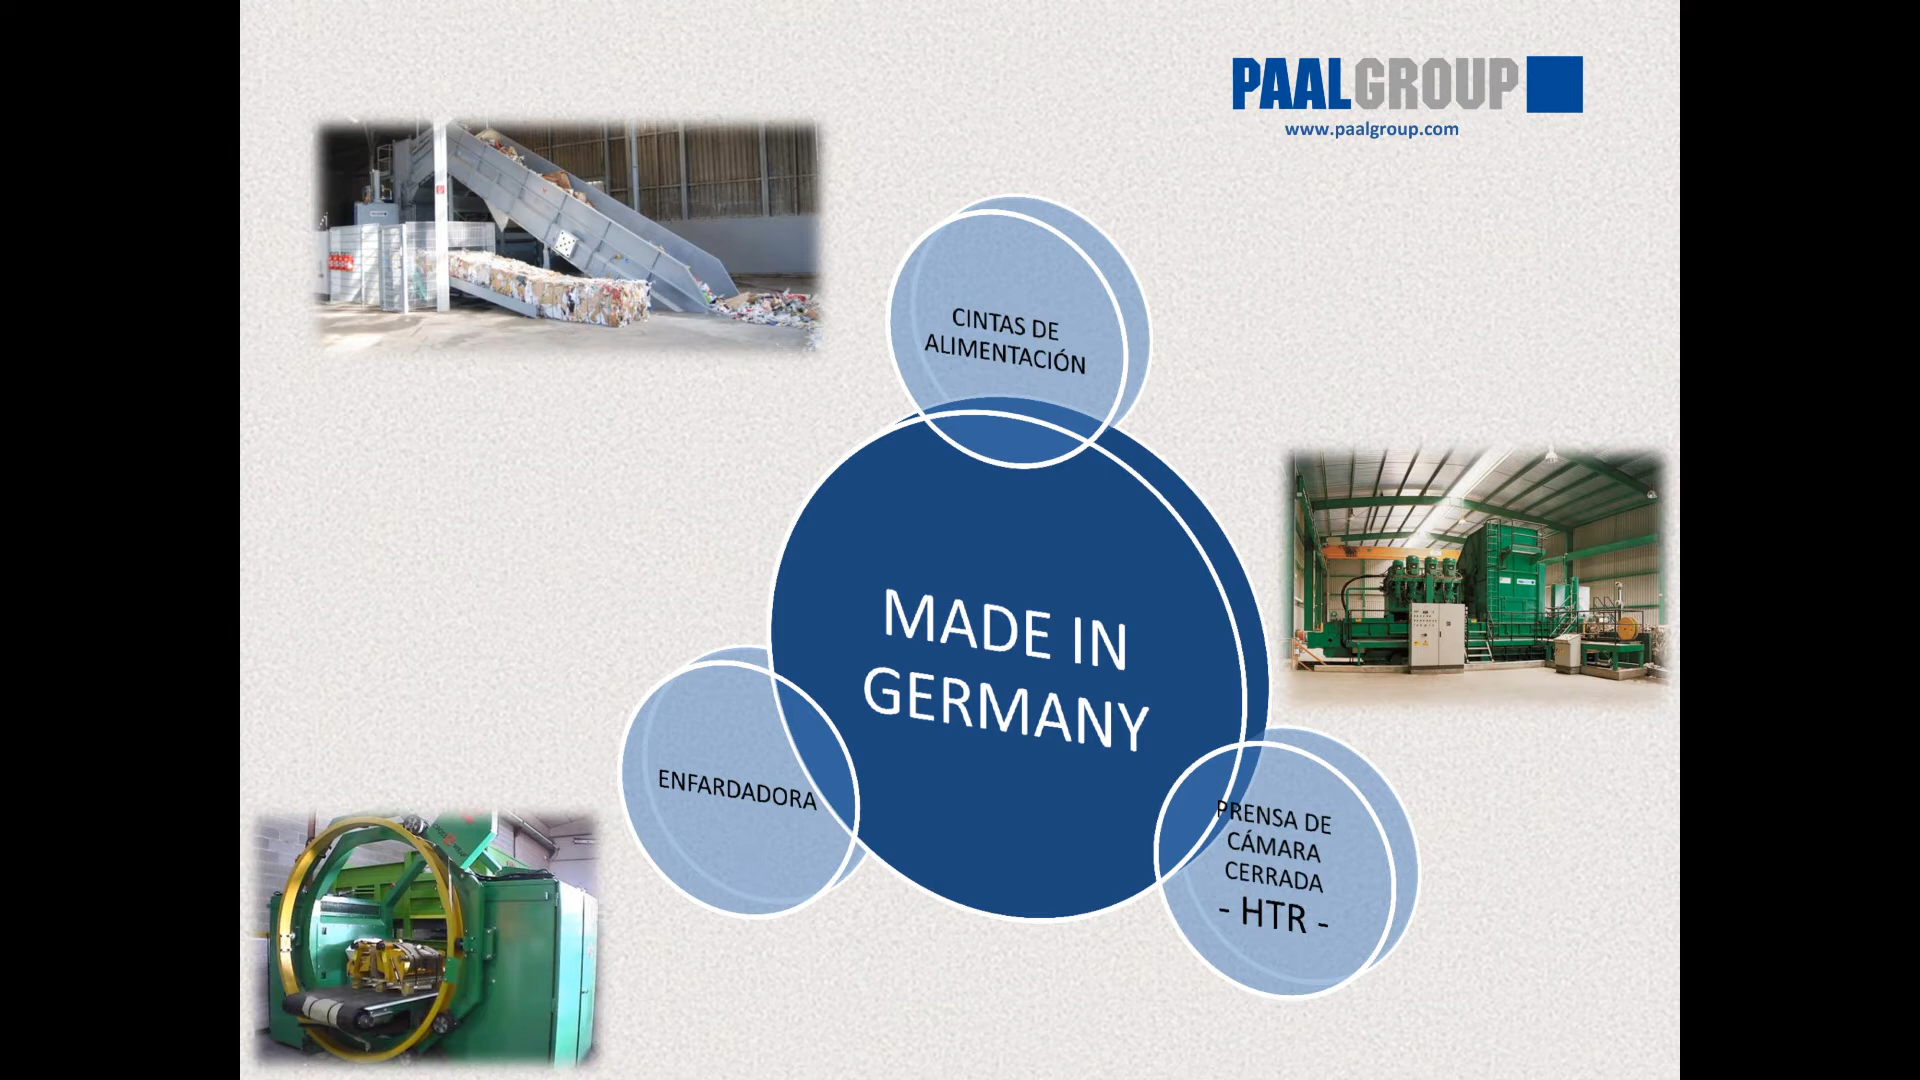 PAALGROUP
www.paalgroup.com
CINTAS DE
ALIMENTACIÓN
MADE IN
GERMANY
ENFARDADORA
PRENSA DE
CÁMARA
CERRADA
- HTR -